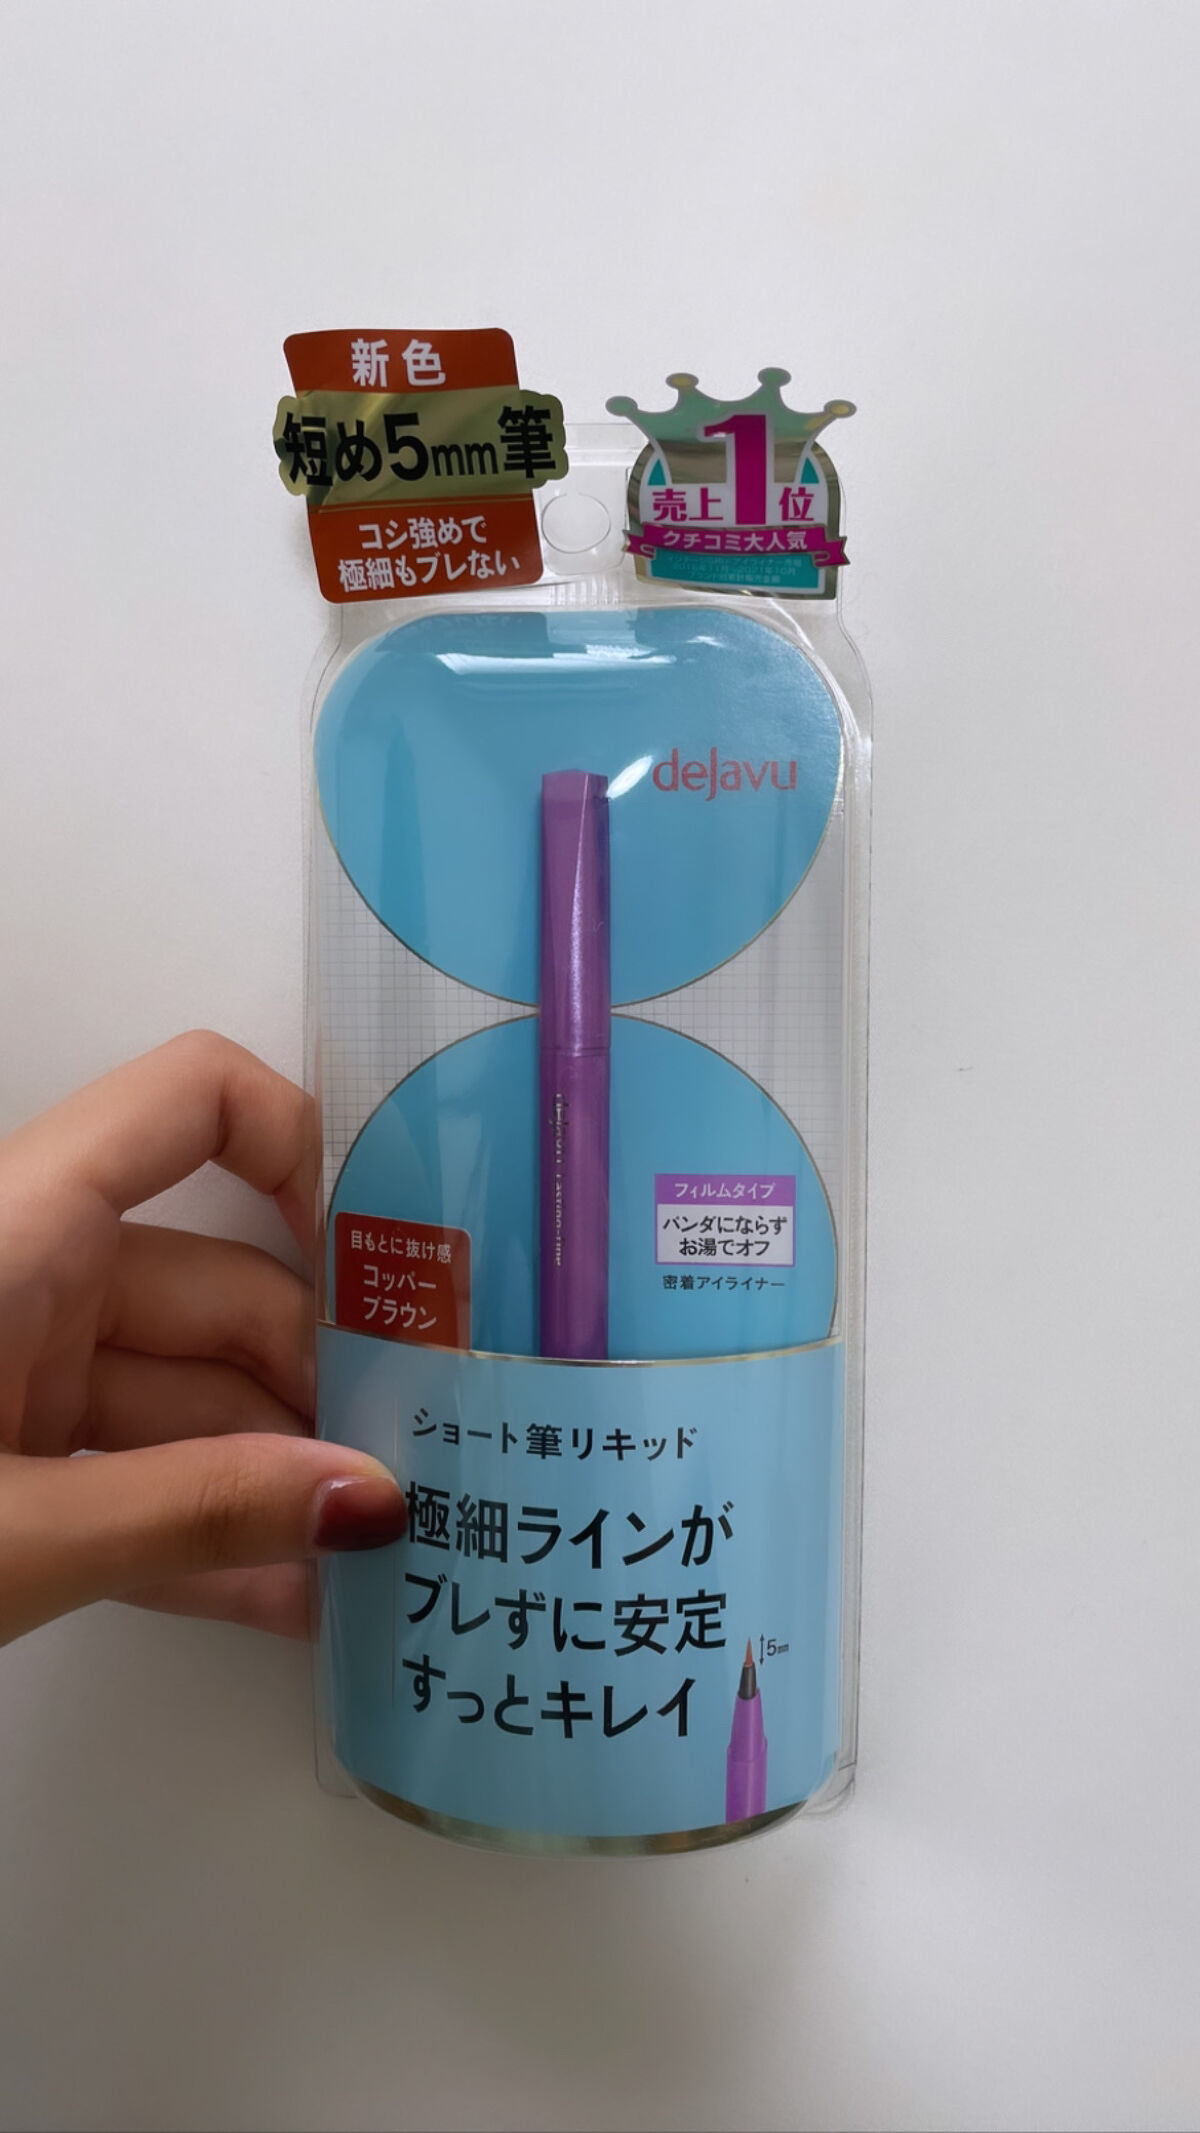 新色
短め5mm筆
コシ強めで
極細もブレない
売上1位
クチコミ大人気
dejavu
フィルムタイプ
パンダにならず
お湯でオフ
密着アイライナー
目もとに抜け感
コッパー
ブラウン
ショート筆リキッド
極細ラインが
ブレずに安定
すっとキレイ
5mm